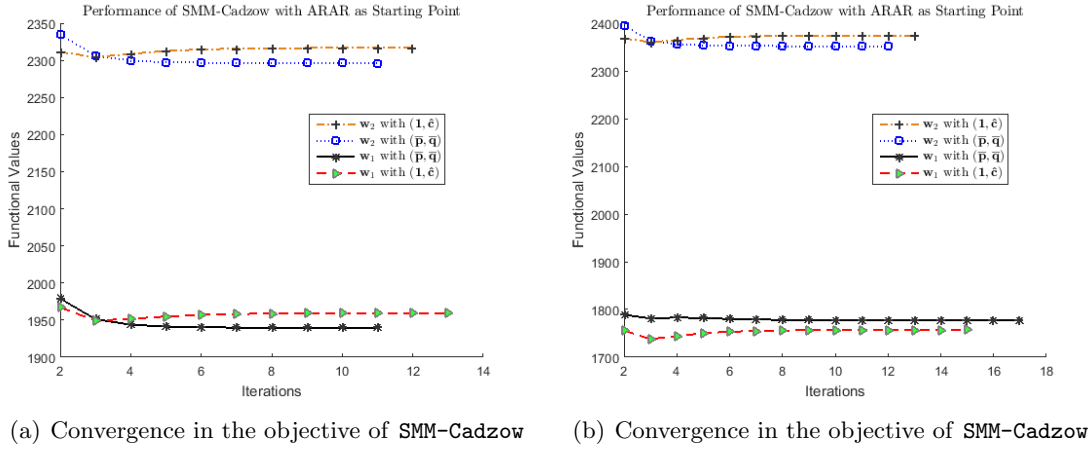 Performance of SMM-Cadzow with ARAR as Starting Point
2350
2300
2250
2200
2150
2100
2050
2000
1950
1900
Functional Values
w₂ with (1, ĉ)
w₂ with (p̅, q̅)
w₁ with (p̅, q̅)
w₁ with (1, ĉ)
2 4 6 8 10 12 14
Iterations
(a) Convergence in the objective of SMM-Cadzow
Performance of SMM-Cadzow with ARAR as Starting Point
2400
2300
2200
2100
2000
1900
1800
1700
Functional Values
w₂ with (1, ĉ)
w₂ with (p̅, q̅)
w₁ with (p̅, q̅)
w₁ with (1, ĉ)
2 4 6 8 10 12 14 16 18
Iterations
(b) Convergence in the objective of SMM-Cadzow